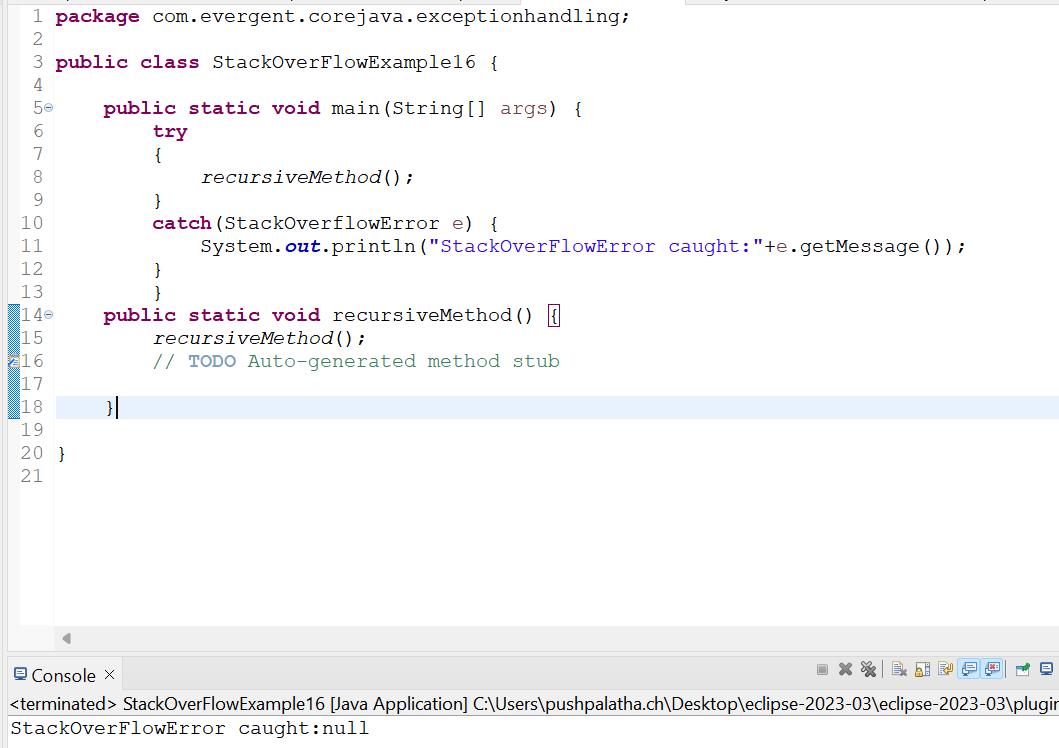 1 package com.evergent.corejava.exceptionhandling;
2
3 public class StackOverFlowExample16 {
4
5 public static void main(String[] args) {
6 try
7 {
8 recursiveMethod();
9 }
10 catch(StackOverflowError e) {
11 System.out.println("StackOverFlowError caught:"+e.getMessage());
12 }
13 }
14 public static void recursiveMethod() {
15 recursiveMethod();
16 // TODO Auto-generated method stub
17
18 }
19
20 }
21
Console
<terminated> StackOverFlowExample16 [Java Application] C:\Users\pushpalatha.ch\Desktop\eclipse-2023-03\eclipse-2023-03\plugin
StackOverFlowError caught:null